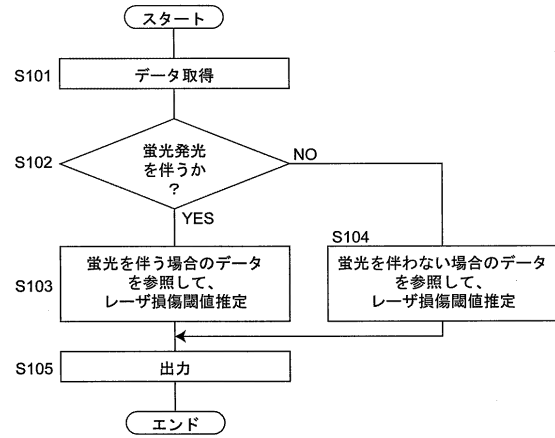 スタート
S101
データ取得
S102
蛍光発光
を伴うか
?
NO
YES
S103
蛍光を伴う場合のデータ
を参照して、
レーザ損傷閾値推定
S104
蛍光を伴わない場合のデータ
を参照して、
レーザ損傷閾値推定
S105
出力
エンド